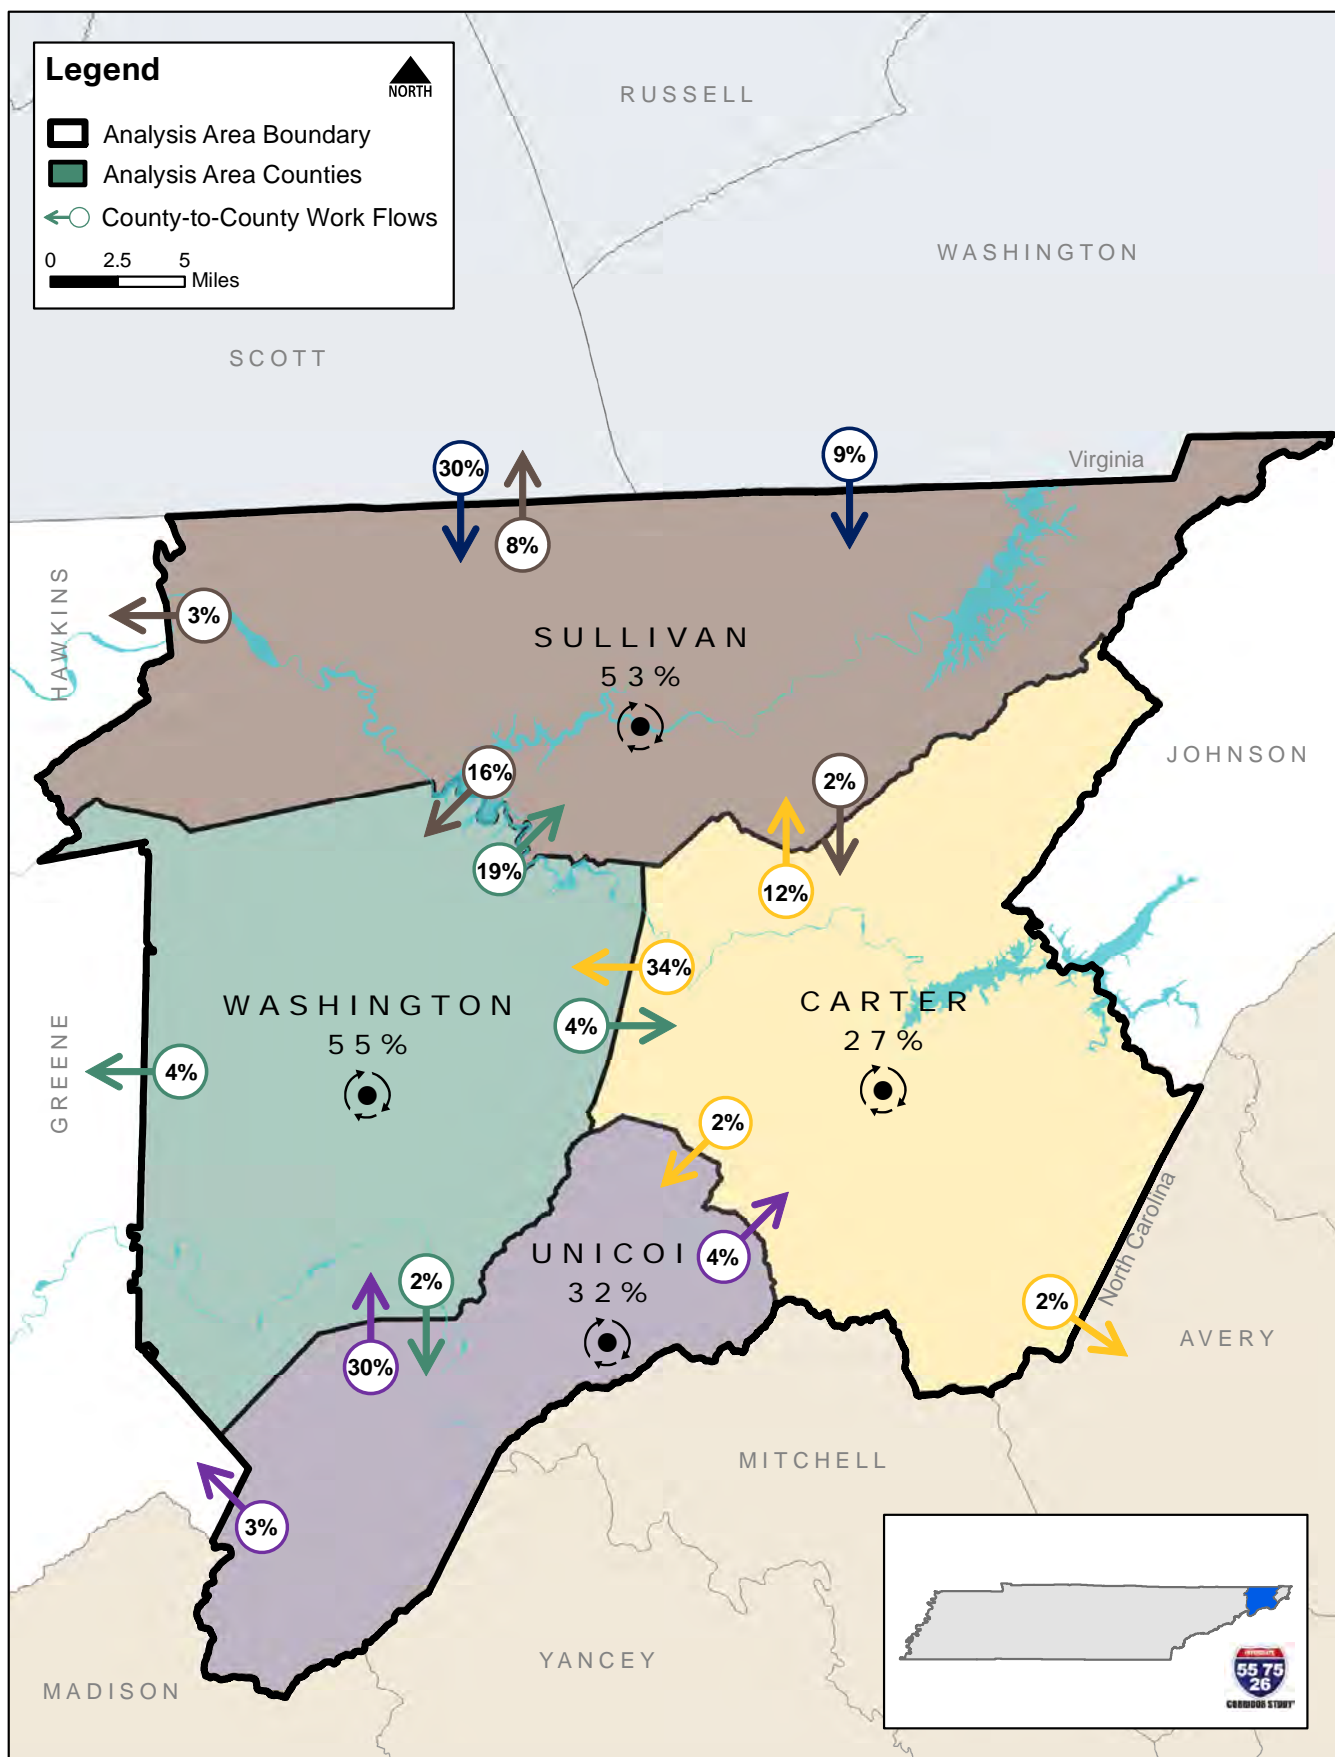 Legend
NORTH
Analysis Area Boundary
Analysis Area Counties
County-to-County Work Flows
0 2.5 5
Miles
RUSSELL
WASHINGTON
SCOTT
Virginia
30%
9%
8%
HAWKINS
3%
SULLIVAN
53%
JOHNSON
16%
2%
19%
12%
34%
WASHINGTON
55%
4%
CARTER
27%
GREENE
4%
2%
4%
UNICOI
32%
2%
30%
North Carolina
2%
AVERY
MITCHELL
3%
YANCEY
MADISON
INTERSTATE
55 75
26
CORRIDOR STUDY